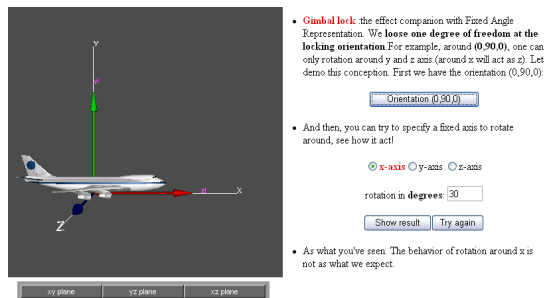 Y
y!
z!
X
Z
xy plane
yz plane
xz plane
Gimbal lock :the effect companion with Fixed Angle
Representation. We loose one degree of freedom at the
locking orientation.For example, around (0,90,0), one can
only rotation around y and z axis.(around x will act as z). Let
demo this conception. First we have the orientation (0,90,0):
Orientation (0,90,0)
And then, you can try to specify a fixed axis to rotate
around, see how it act!
x-axis y-axis z-axis
rotation in degrees: 30
Show result Try again
As what you've seen. The behavior of rotation around x is
not as what we expect.